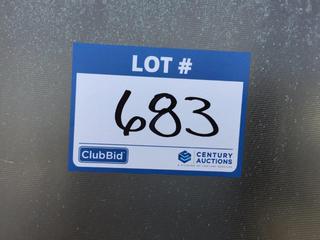 LOT #
683
ClubBid
CENTURY
AUCTIONS